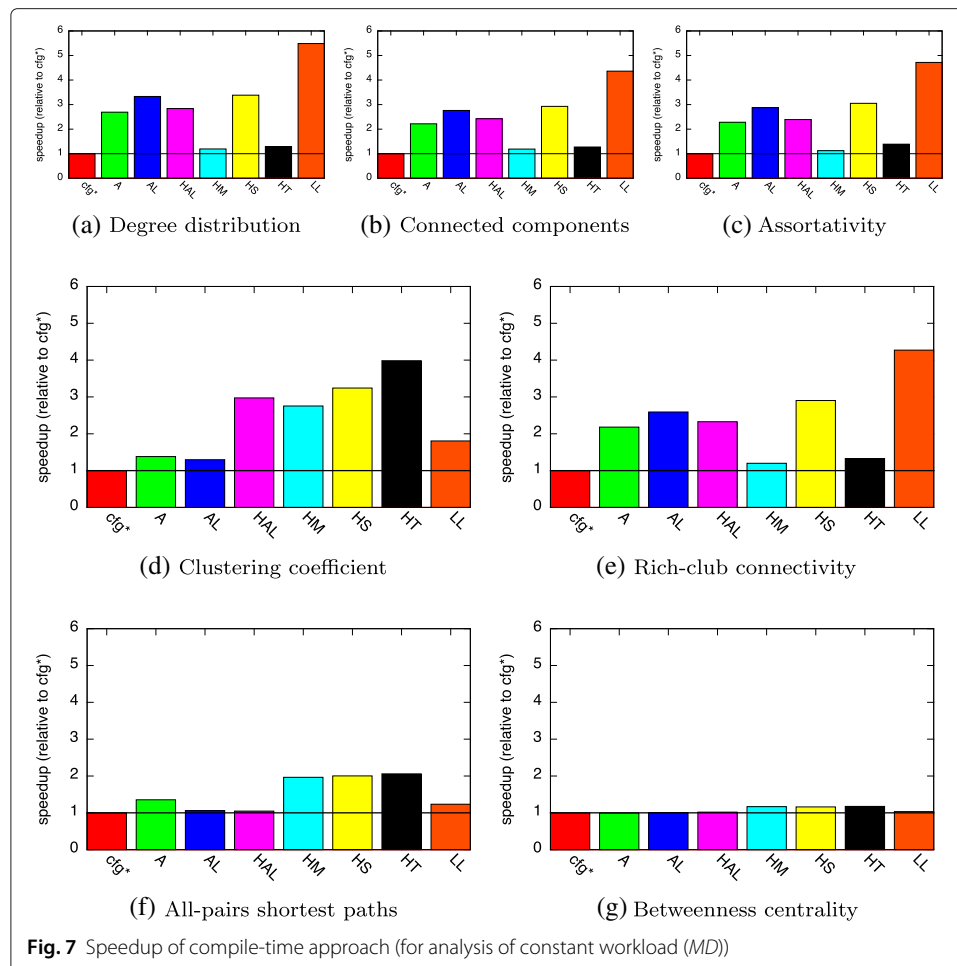 speedup (relative to cfg*)
0 1 2 3 4 5 6
cfg* A AL HAL HM HS HT LL
(a) Degree distribution
speedup (relative to cfg*)
0 1 2 3 4 5 6
cfg* A AL HAL HM HS HT LL
(b) Connected components
speedup (relative to cfg*)
0 1 2 3 4 5 6
cfg* A AL HAL HM HS HT LL
(c) Assortativity
speedup (relative to cfg*)
0 1 2 3 4 5 6
cfg* A AL HAL HM HS HT LL
(d) Clustering coefficient
speedup (relative to cfg*)
0 1 2 3 4 5 6
cfg* A AL HAL HM HS HT LL
(e) Rich-club connectivity
speedup (relative to cfg*)
0 1 2 3 4 5 6
cfg* A AL HAL HM HS HT LL
(f) All-pairs shortest paths
speedup (relative to cfg*)
0 1 2 3 4 5 6
cfg* A AL HAL HM HS HT LL
(g) Betweenness centrality
Fig. 7 Speedup of compile-time approach (for analysis of constant workload (MD))